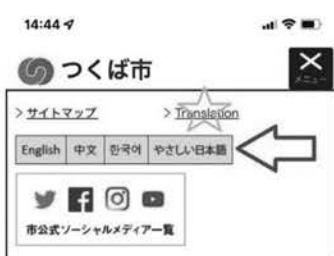 14:44
つくば市
メニュー
> サイトマップ > Translation
English 中文 한국어 やさしい日本語
市公式ソーシャルメディア一覧